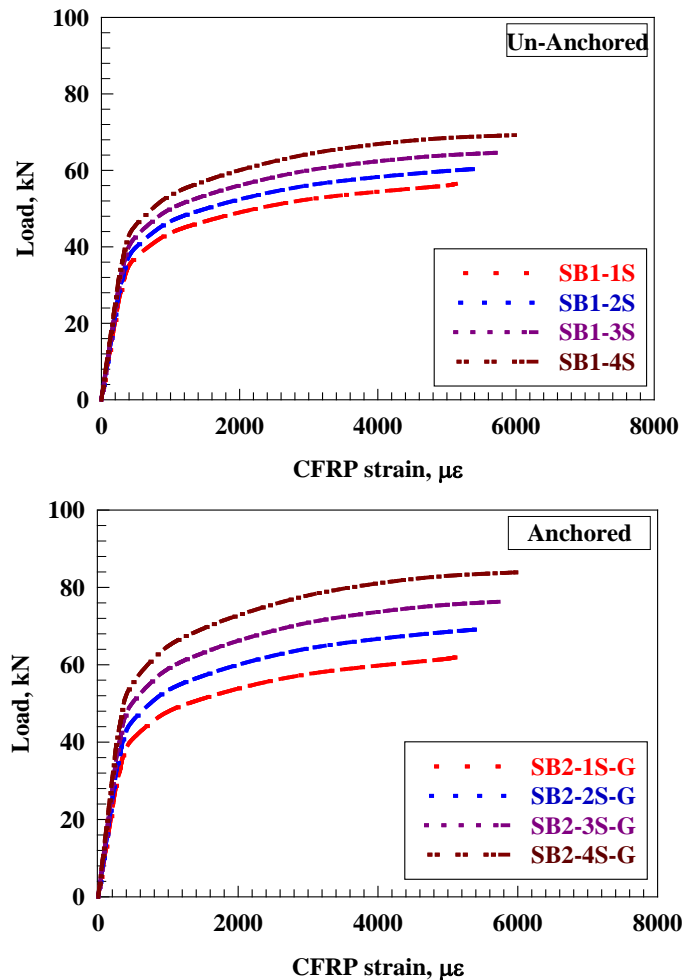 100
Un-Anchored
80
60
Load, kN
40
SB1-1S
SB1-2S
20
SB1-3S
SB1-4S
0
0 2000 4000 6000 8000
CFRP strain, με
100
Anchored
80
60
Load, kN
40
SB2-1S-G
SB2-2S-G
20
SB2-3S-G
SB2-4S-G
0
0 2000 4000 6000 8000
CFRP strain, με